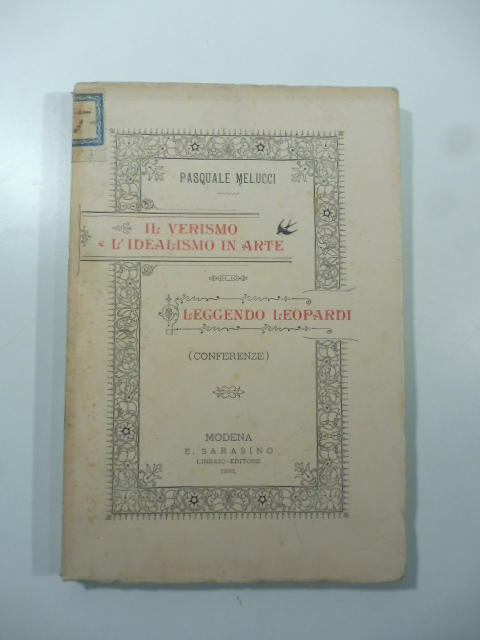 PASQUALE MELUCCI
IL VERISMO
e L'IDEALISMO IN ARTE
LEGGENDO LEOPARDI
(CONFERENZE)
MODENA
E. SARASINO
LIBRAIO-EDITORE